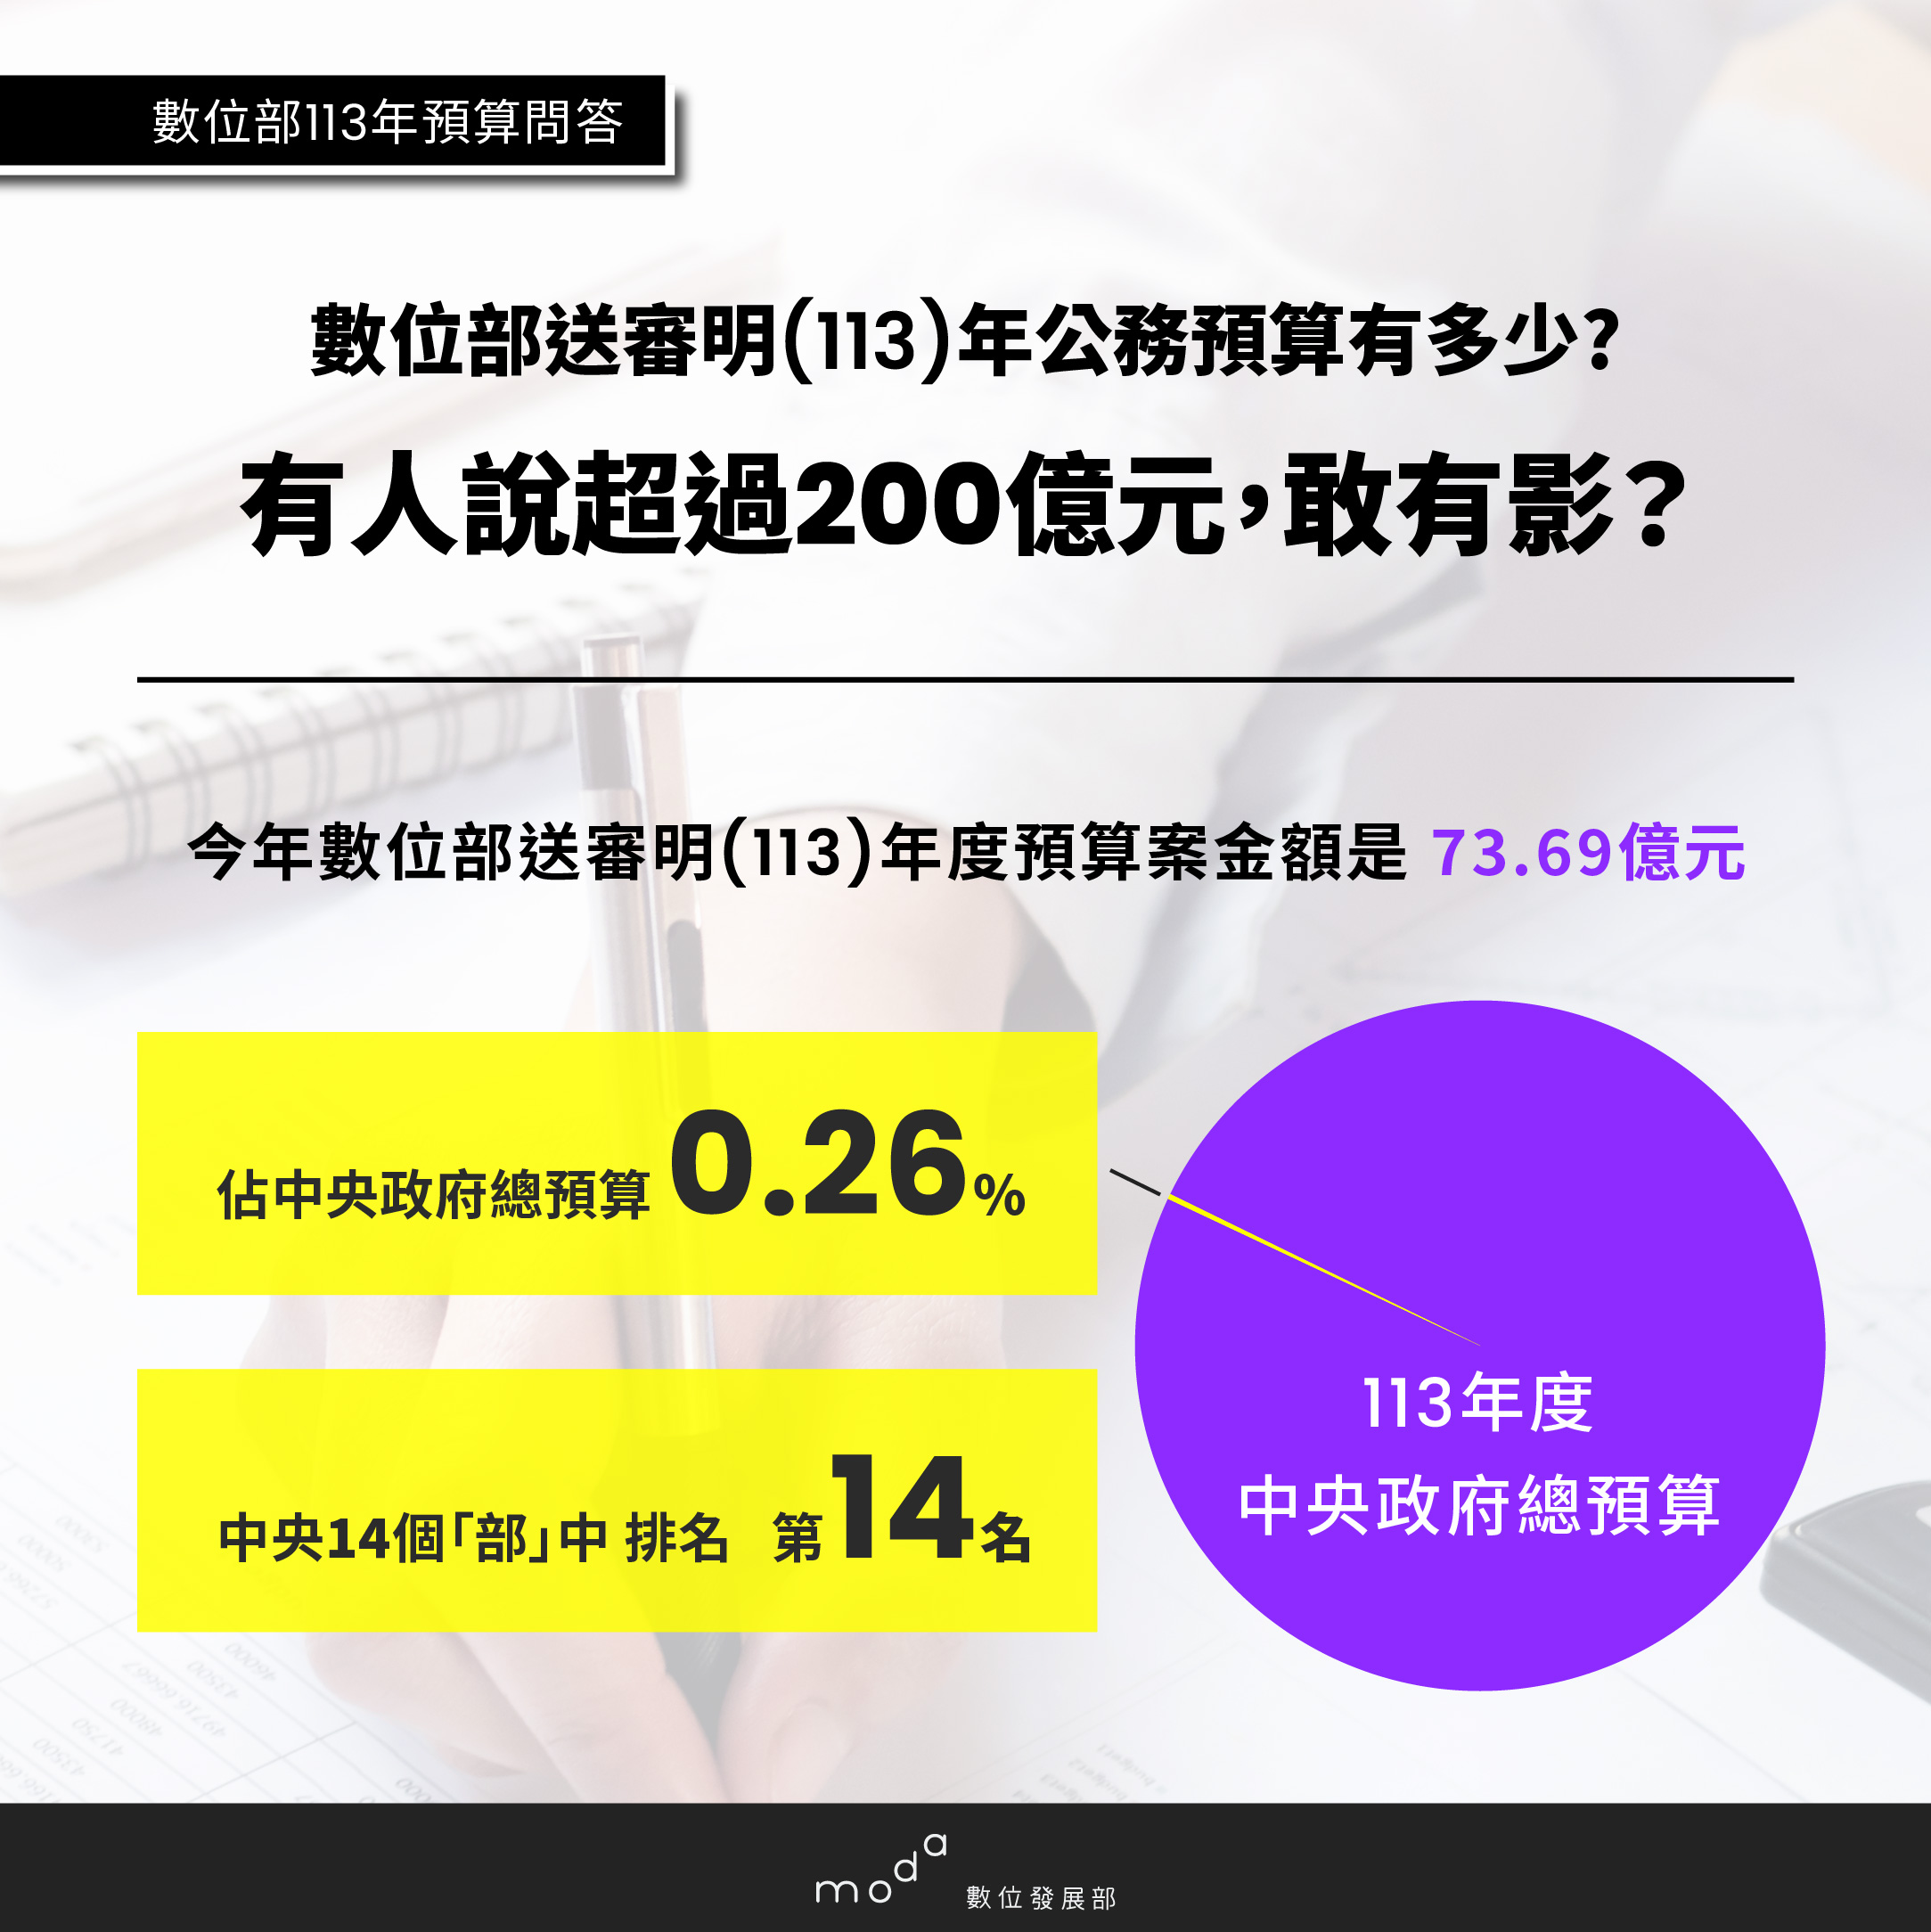 數位部113年預算問答
數位部送審明(113)年公務預算有多少?
有人說超過200億元，敢有影?
今年數位部送審明(113)年度預算案金額是 73.69億元
佔中央政府總預算 0.26%
中央14個「部」中 排名 第14名
113年度
中央政府總預算
moda 數位發展部